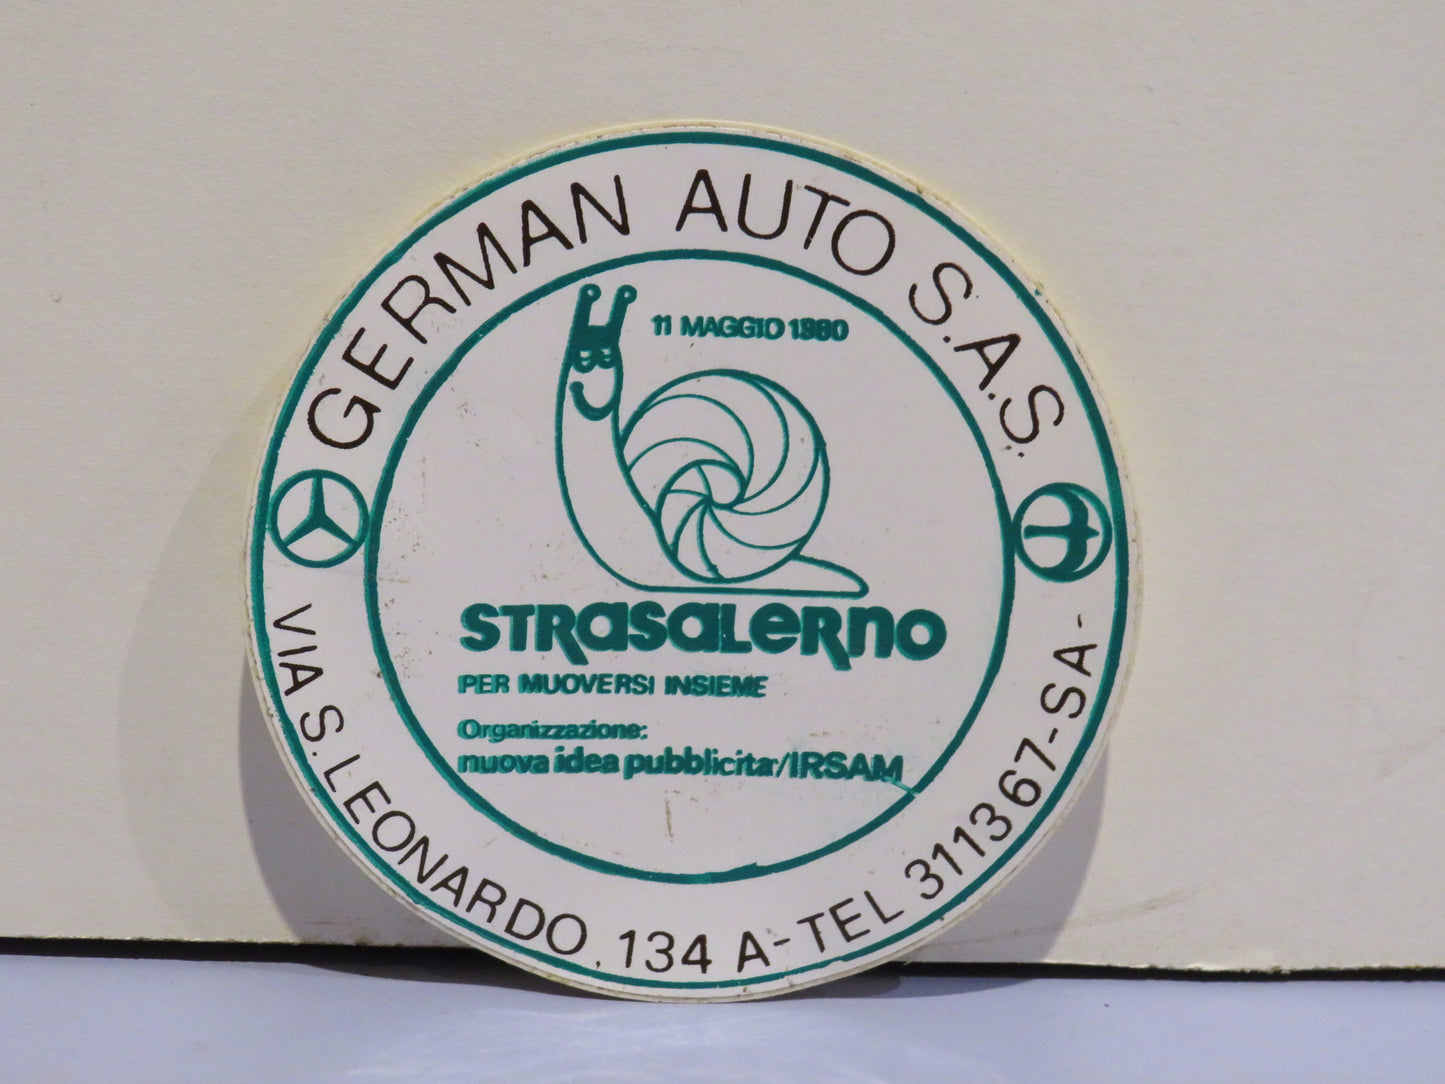 GERMAN AUTO S.A.S.
11 MAGGIO 1980
STRASALERNO
PER MUOVERSI INSIEME
Organizzazione:
nuova idea pubblicita'/IRSAM
VIA S. LEONARDO, 134 A-TEL 311367-SA-